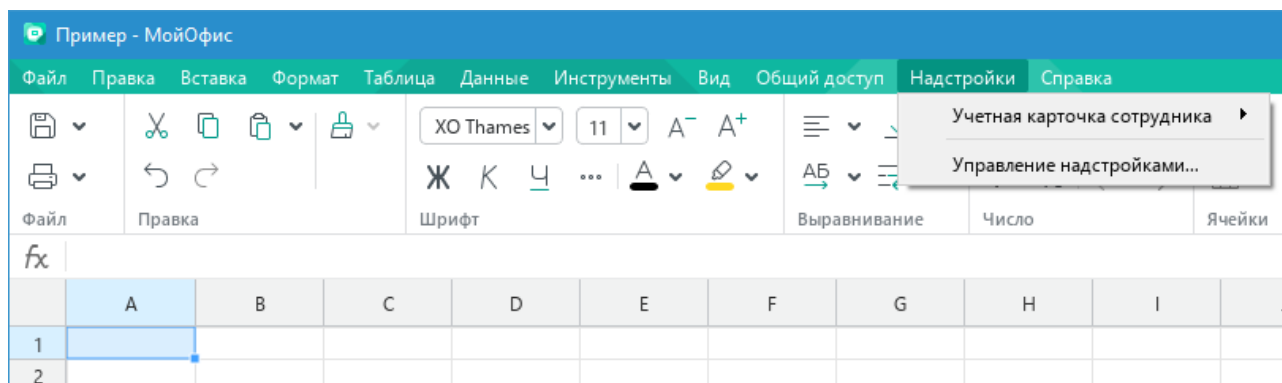 Пример - МойОфис
Файл Правка Вставка Формат Таблица Данные Инструменты Вид Общий доступ Надстройки Справка
Учетная карточка сотрудника
Управление надстройками...
XO Thames 11 А⁻ А⁺
Ж К Ч А АБ
Файл Правка Шрифт Выравнивание Число Ячейки
fx
A B C D E F G H I
1
2